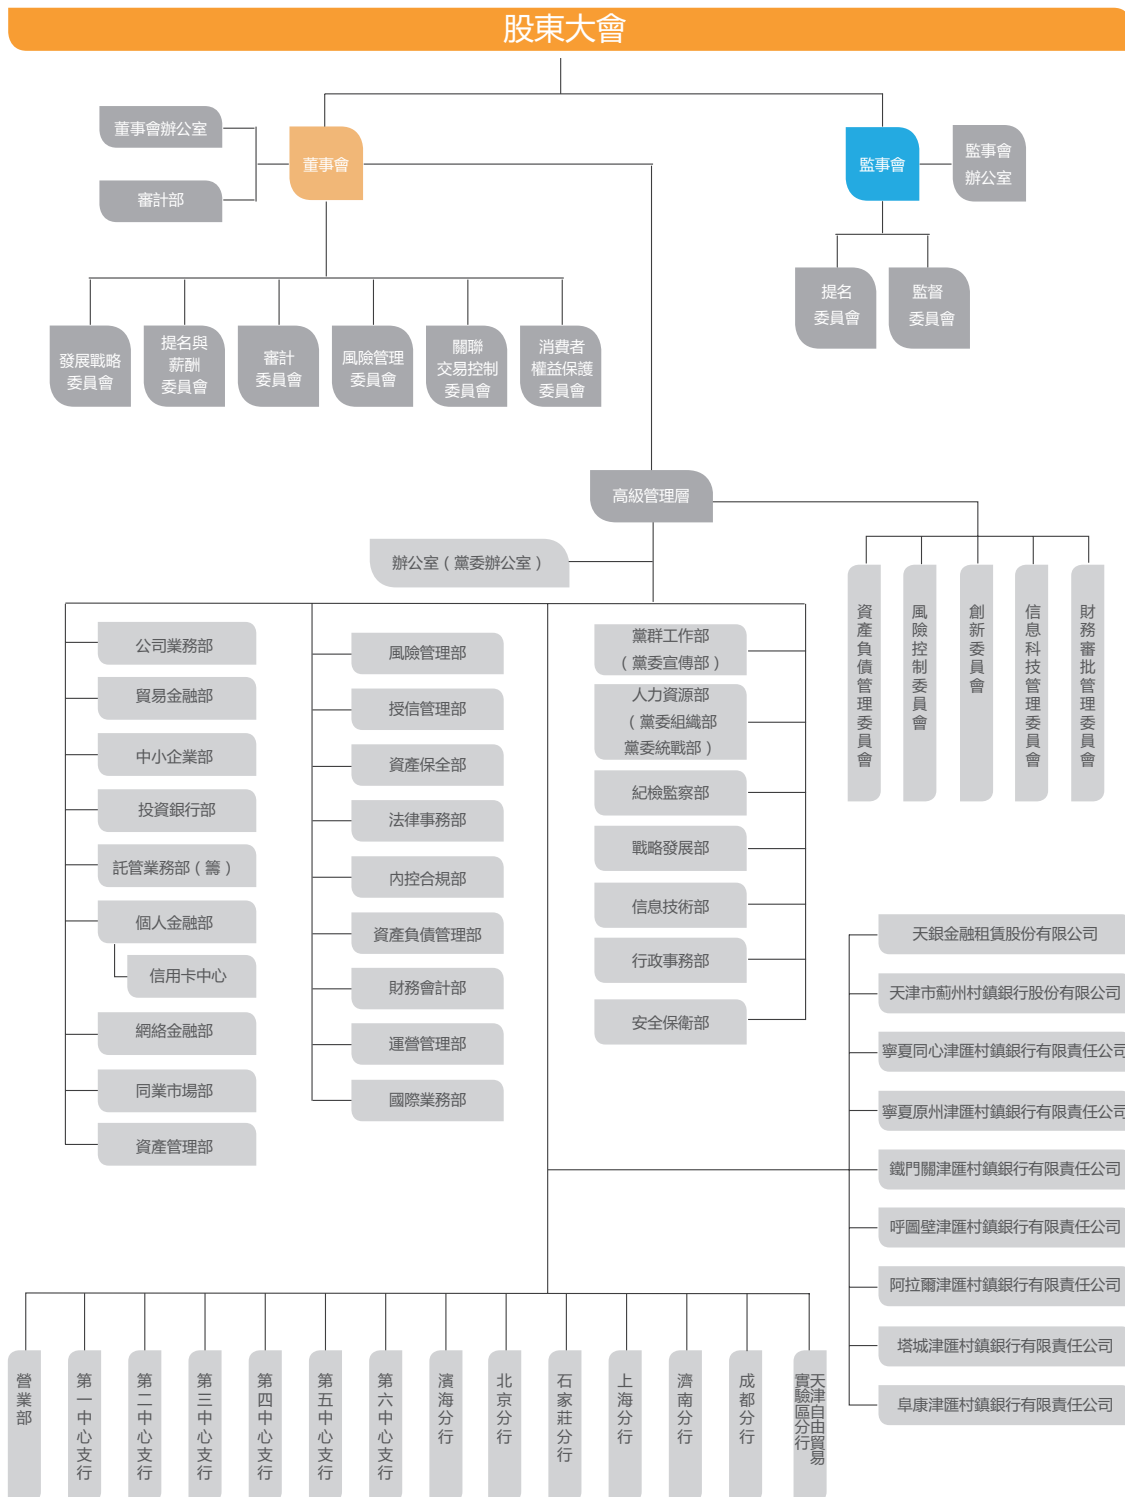 股東大會
董事會辦公室
審計部
董事會
監事會
監事會
辦公室
提名
委員會
監督
委員會
發展戰略
委員會
提名與
薪酬
委員會
審計
委員會
風險管理
委員會
關聯
交易控制
委員會
消費者
權益保護
委員會
高級管理層
辦公室（黨委辦公室）
資產負債管理委員會
風險控制委員會
創新委員會
信息科技管理委員會
財務審批管理委員會
公司業務部
貿易金融部
中小企業部
投資銀行部
託管業務部（籌）
個人金融部
信用卡中心
網絡金融部
同業市場部
資產管理部
風險管理部
授信管理部
資產保全部
法律事務部
內控合規部
資產負債管理部
財務會計部
運營管理部
國際業務部
黨群工作部
（黨委宣傳部）
人力資源部
（黨委組織部
黨委統戰部）
紀檢監察部
戰略發展部
信息技術部
行政事務部
安全保衛部
天銀金融租賃股份有限公司
天津市薊州村鎮銀行股份有限公司
寧夏同心津匯村鎮銀行有限責任公司
寧夏原州津匯村鎮銀行有限責任公司
鐵門關津匯村鎮銀行有限責任公司
呼圖壁津匯村鎮銀行有限責任公司
阿拉爾津匯村鎮銀行有限責任公司
塔城津匯村鎮銀行有限責任公司
阜康津匯村鎮銀行有限責任公司
營業部
第一中心支行
第二中心支行
第三中心支行
第四中心支行
第五中心支行
第六中心支行
濱海分行
北京分行
石家莊分行
上海分行
濟南分行
成都分行
天津自由貿易
實驗區分行